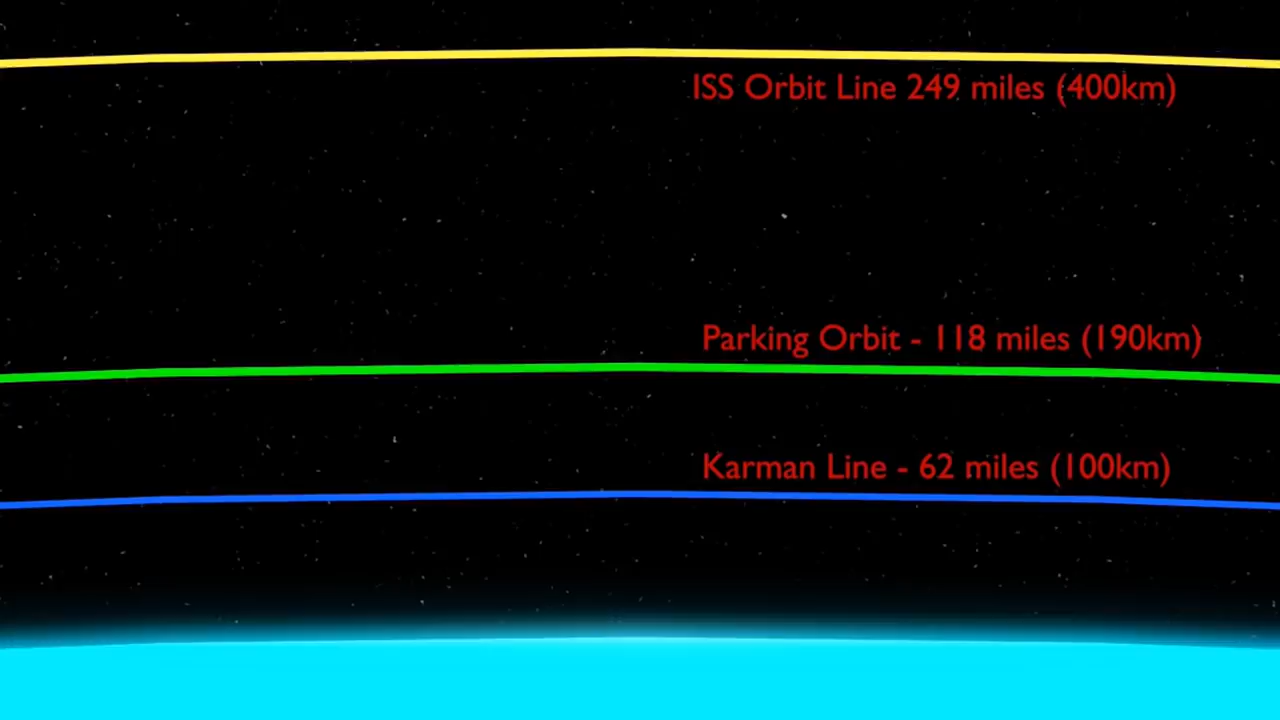 ISS Orbit Line 249 miles (400km)
Parking Orbit - 118 miles (190km)
Karman Line - 62 miles (100km)